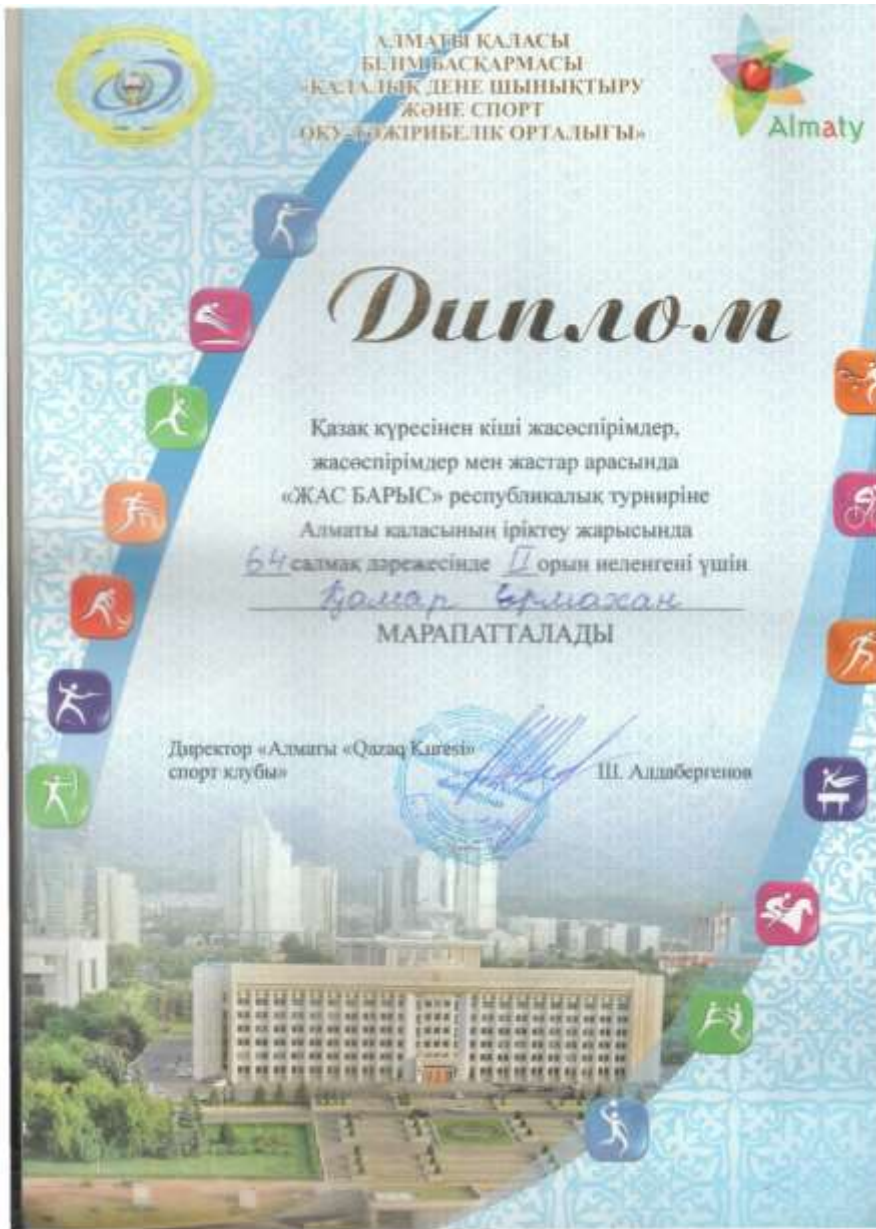 АЛМАТЫ ҚАЛАСЫ
БІЛІМ БАСҚАРМАСЫ
«ҚАЛАЛЫҚ ДЕНЕ ШЫНЫҚТЫРУ
ЖӘНЕ СПОРТ
ОҚУ-ТӘЖІРИБЕЛІК ОРТАЛЫҒЫ»
Almaty
Диплом
Қазақ күресінен кіші жасөспірімдер,
жасөспірімдер мен жастар арасында
«ЖАС БАРЫС» республикалық турниріне
Алматы қаласының іріктеу жарысында
64 салмақ дәрежесінде II орын иеленгені үшін
Қамар Ермахан
МАРАПАТТАЛАДЫ
Директор «Алматы «Qazaq Kuresi»
спорт клубы»
Ш. Алдабергенов